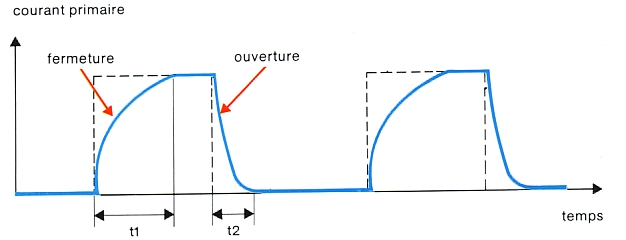 courant primaire
fermeture
ouverture
t1
t2
temps